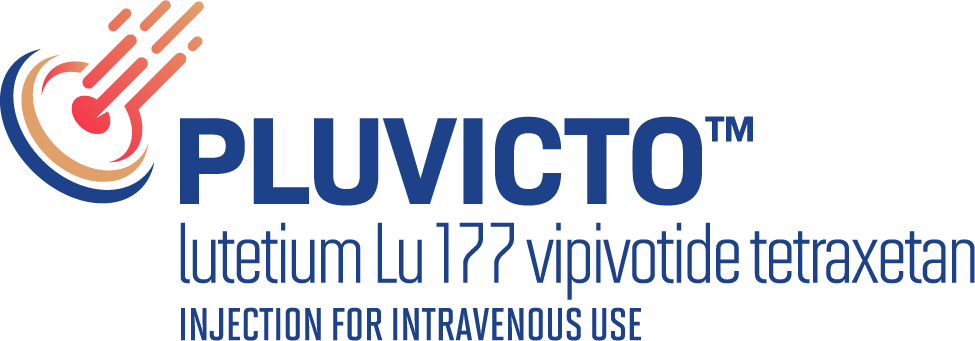 PLUVICTO™
lutetium Lu 177 vipivotide tetraxetan
INJECTION FOR INTRAVENOUS USE